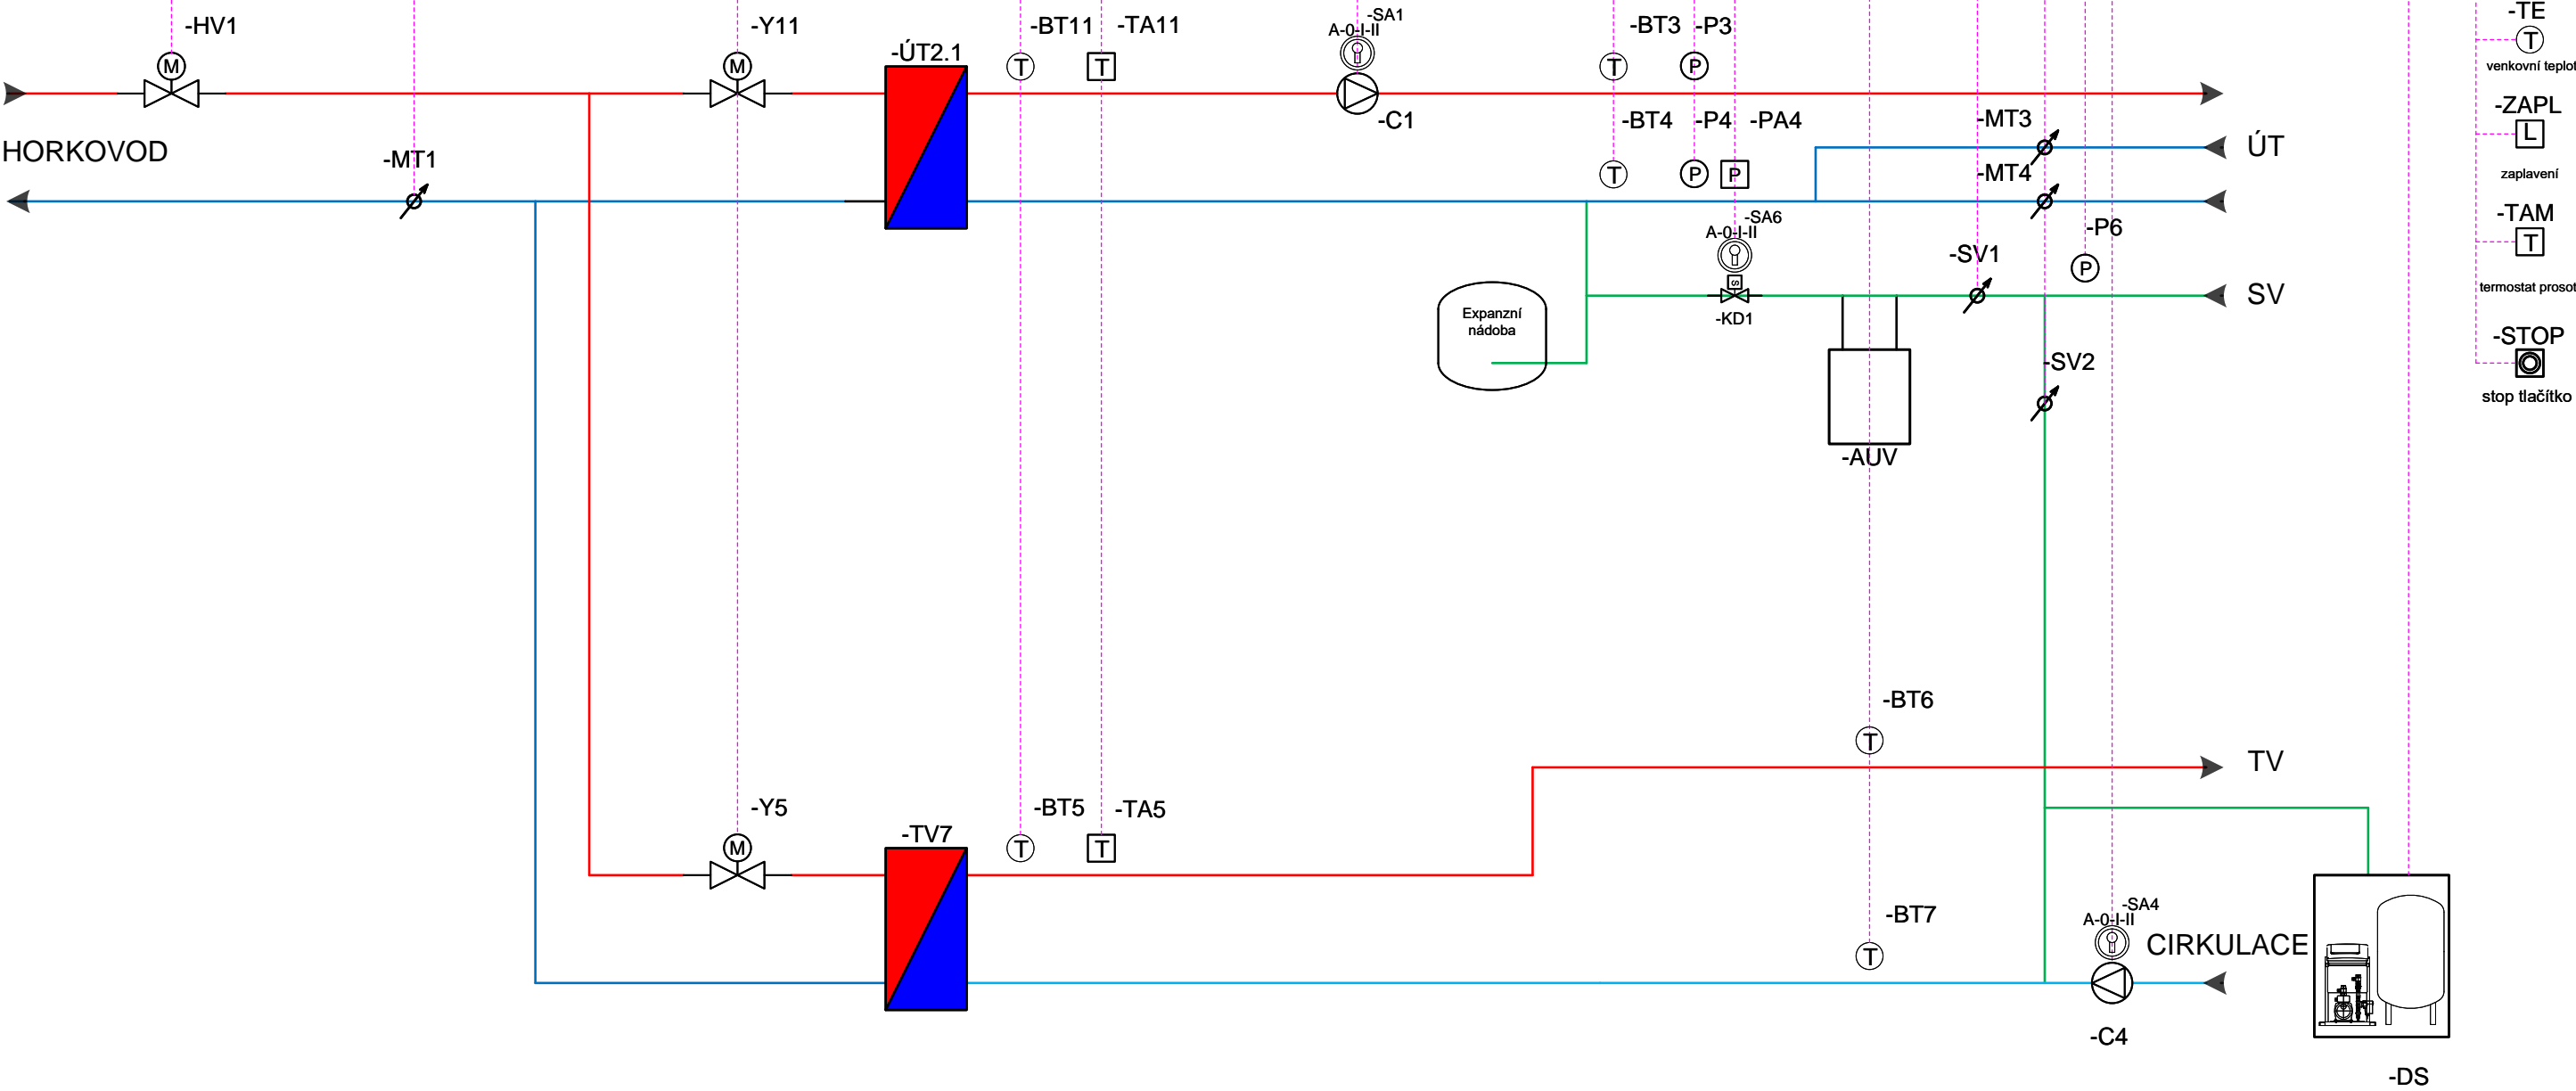 -HV1
-Y11
-BT11
-TA11
-SA1
A-0-I-II
-BT3
-P3
-TE
M
M
-ÚT2.1
T
T
T
P
T
venkovní teplot
-C1
-BT4
-P4
-PA4
-MT3
-ZAPL
L
HORKOVOD
-MT1
ÚT
T
P
P
-MT4
zaplavení
-SA6
A-0-I-II
-P6
-TAM
T
-SV1
P
S
SV
termostat prosot
Expanzní
nádoba
-KD1
-STOP
-SV2
stop tlačítko
-AUV
-BT6
T
TV
-Y5
-BT5
-TA5
M
-TV7
T
T
-BT7
-SA4
A-0-I-II
T
CIRKULACE
-C4
-DS